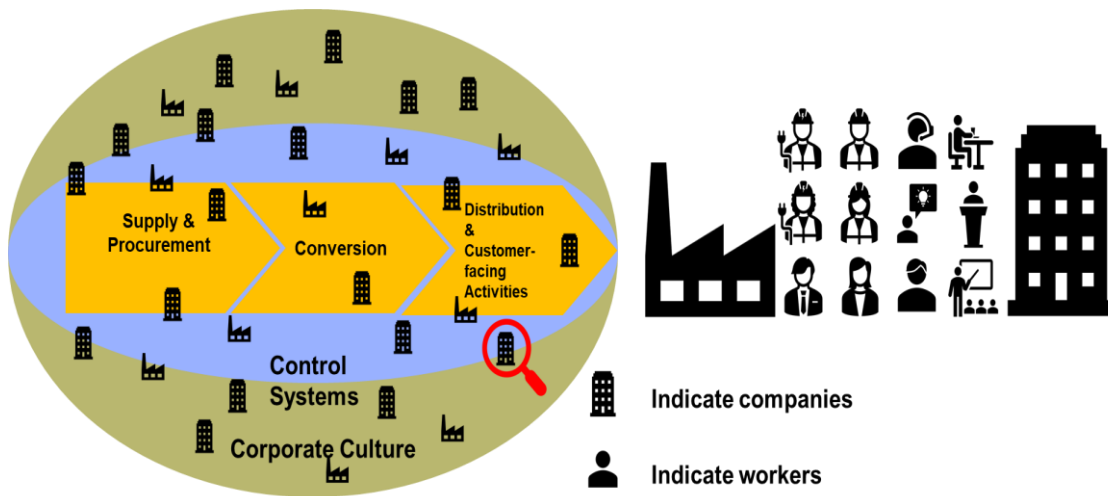 Supply &
Procurement
Conversion
Distribution
&
Customer-
facing
Activities
Control
Systems
Corporate Culture
Indicate companies
Indicate workers